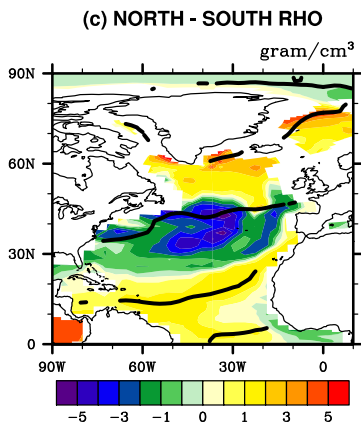 (c) NORTH - SOUTH RHO
gram/cm³
90N
60N
30N
0
90W 60W 30W 0
-5 -3 -1 0 1 3 5